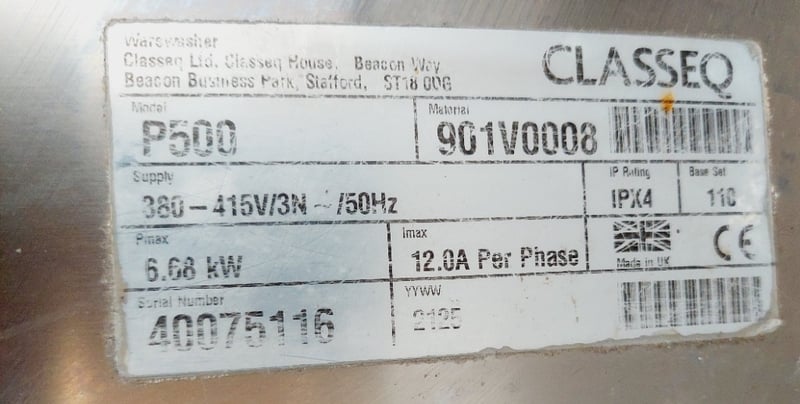 Warewasher
Classeq Ltd. Classeq House, Beacon Way
Beacon Business Park, Stafford, ST18 0DG
CLASSEQ
Model
P500
Material
901V0008
Supply
380-415V/3N ~ /50Hz
IP Rating
IPX4
Base Set
110
Pmax
6.68 kW
Imax
12.0A Per Phase
Made in UK
CE
Serial Number
40075116
YYWW
2125